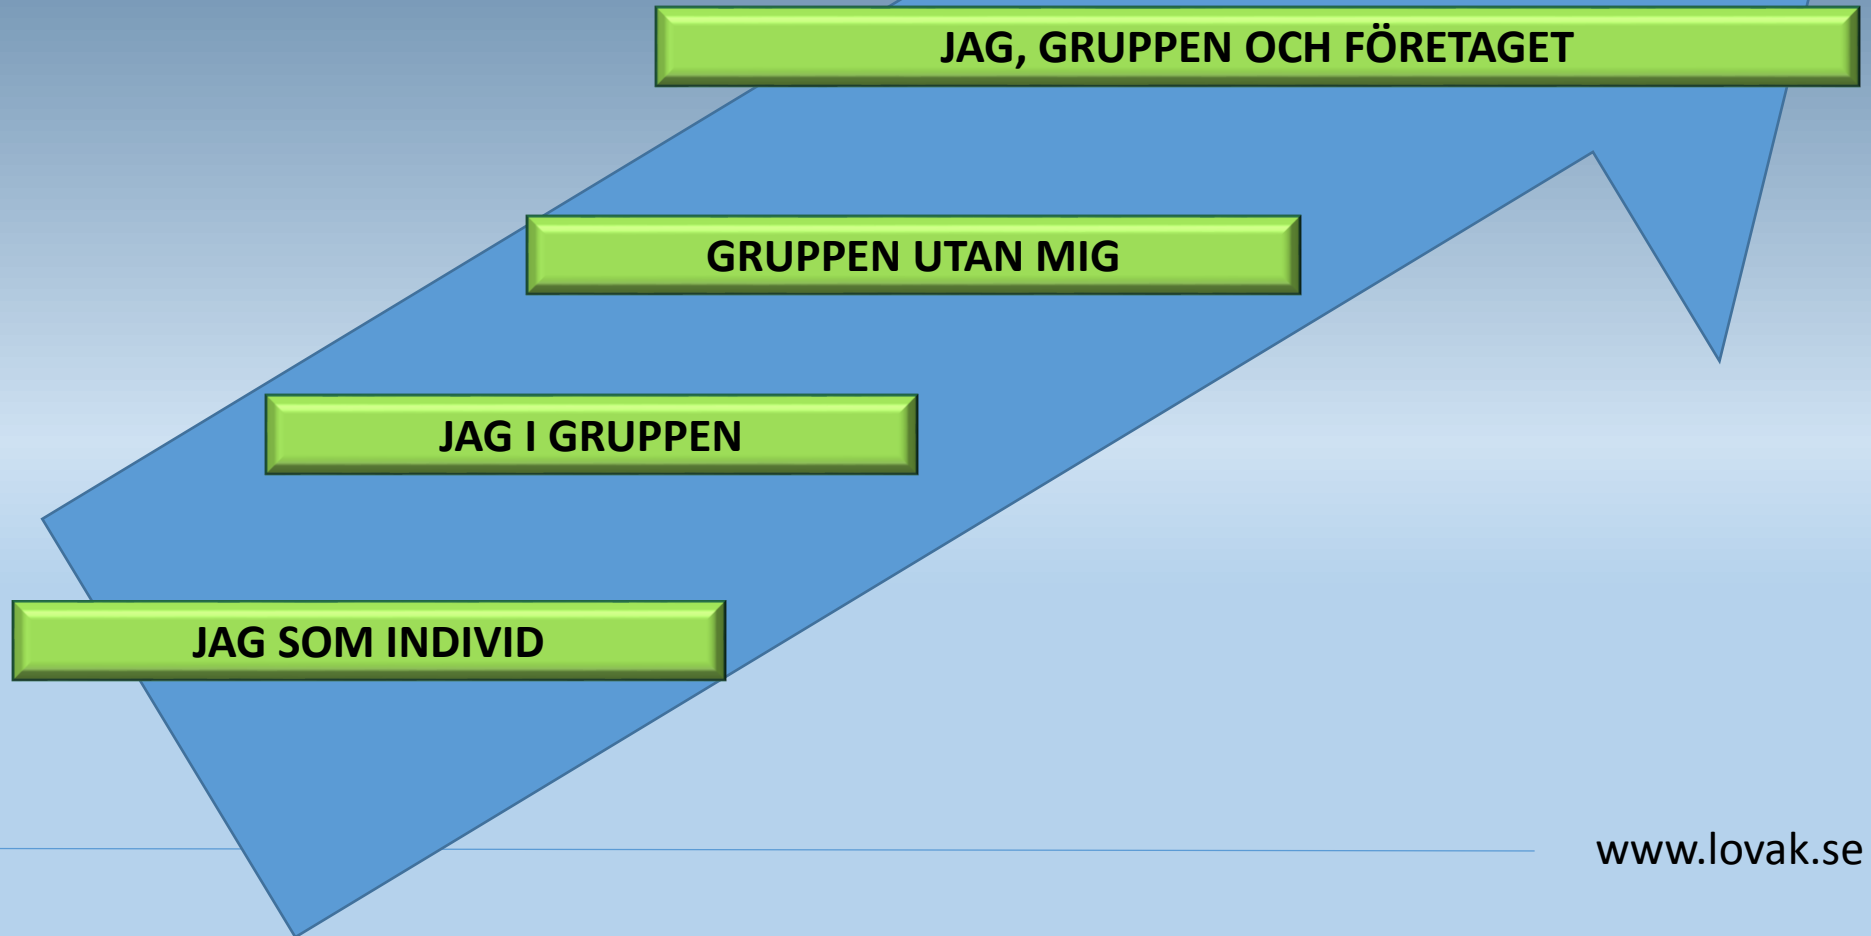 JAG, GRUPPEN OCH FÖRETAGET
GRUPPEN UTAN MIG
JAG I GRUPPEN
JAG SOM INDIVID
www.lovak.se